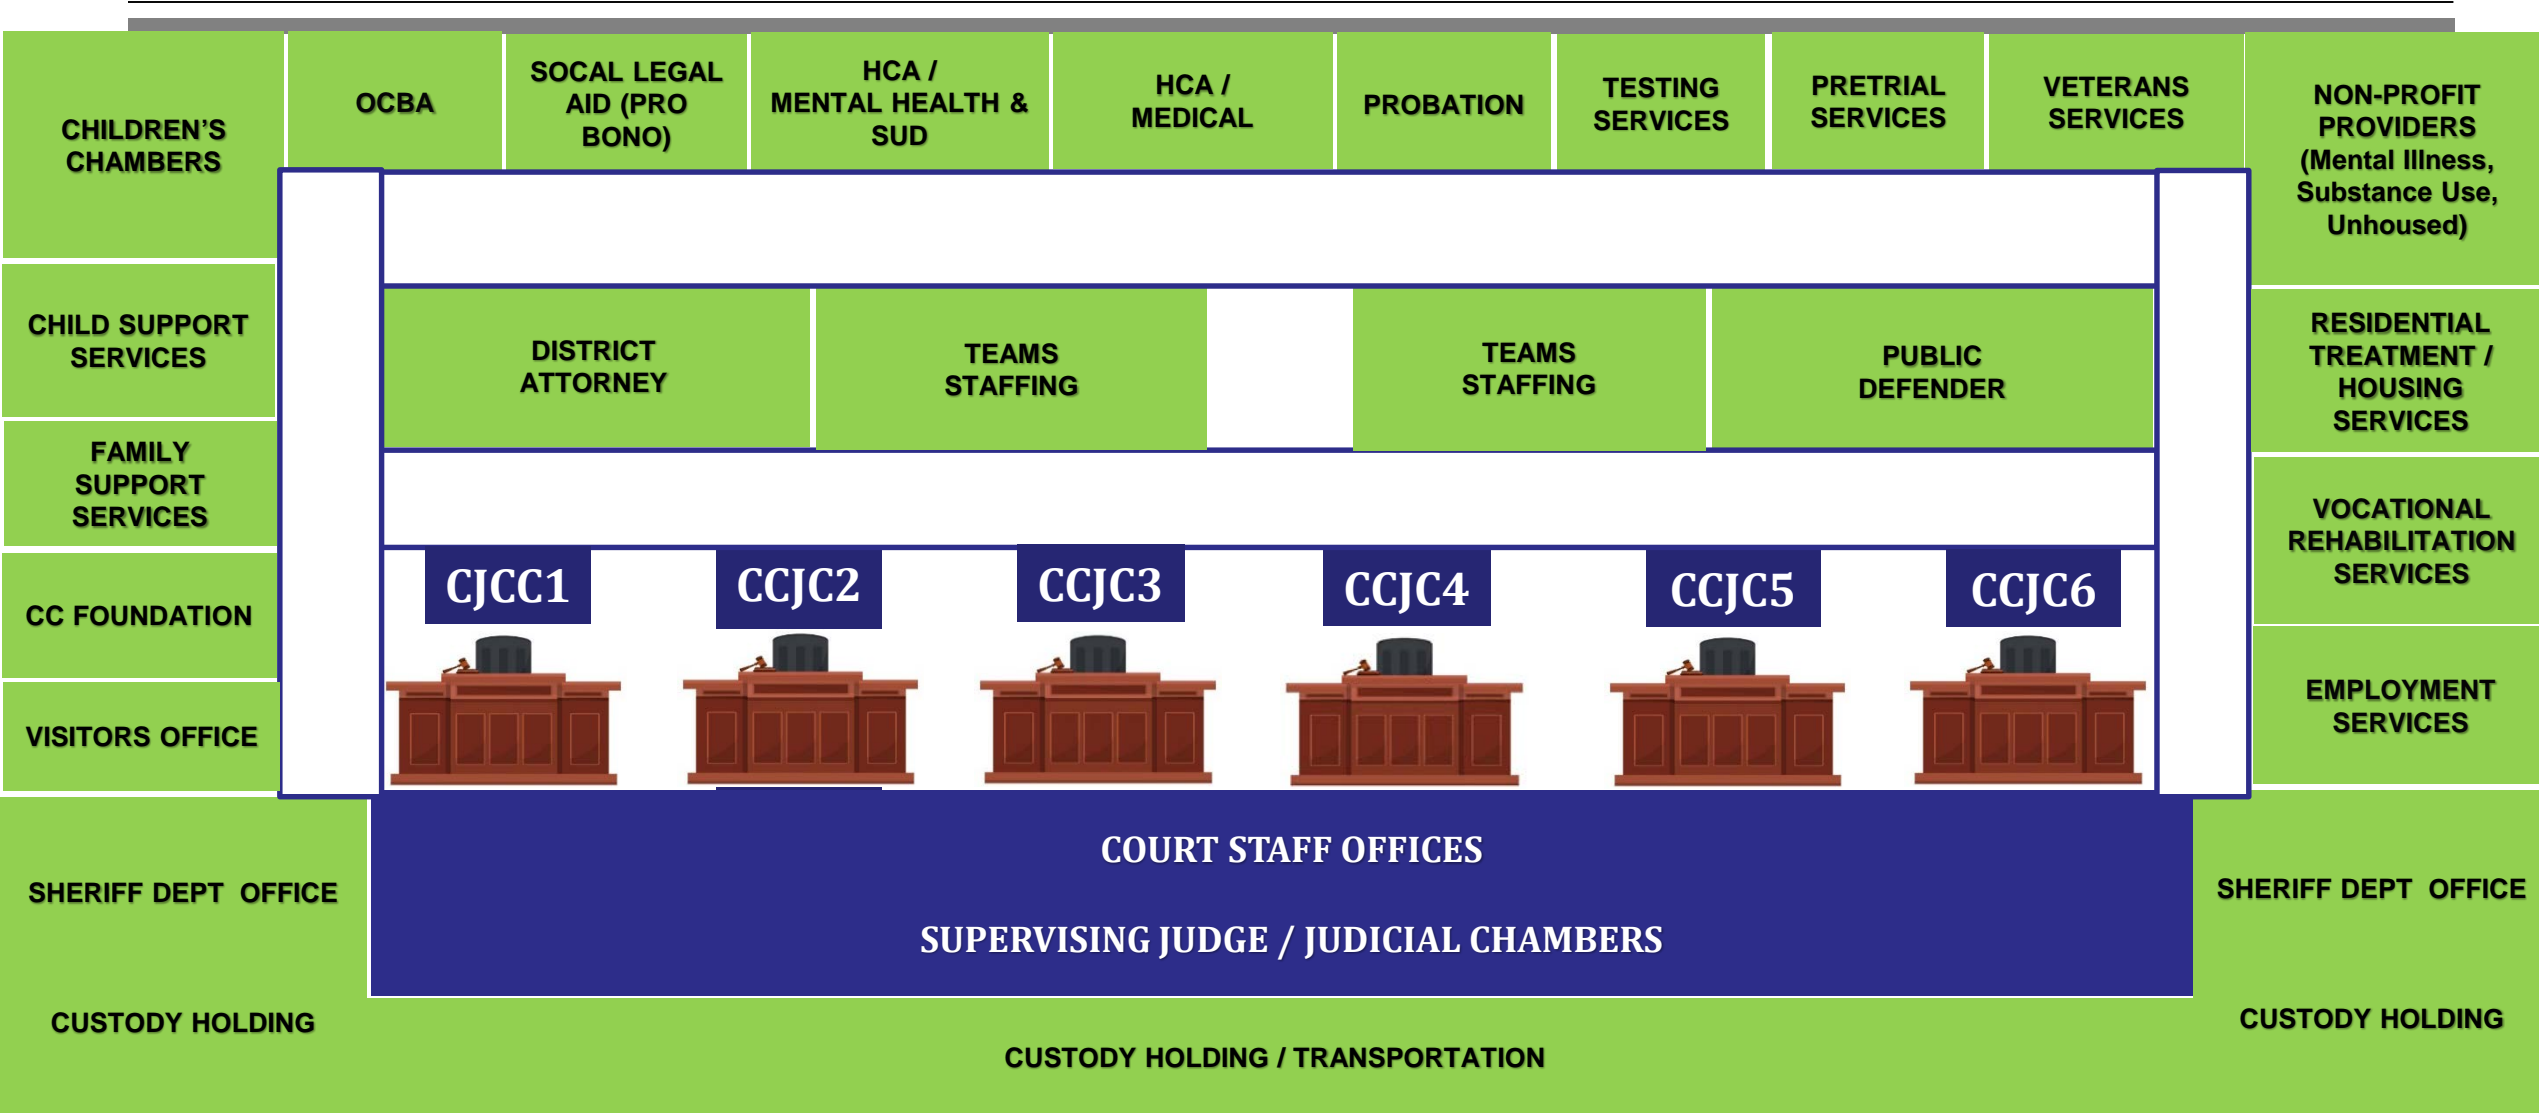 CHILDREN'S
CHAMBERS
OCBA
SOCAL LEGAL
AID (PRO
BONO)
HCA /
MENTAL HEALTH &
SUD
HCA /
MEDICAL
PROBATION
TESTING
SERVICES
PRETRIAL
SERVICES
VETERANS
SERVICES
NON-PROFIT
PROVIDERS
(Mental Illness,
Substance Use,
Unhoused)
CHILD SUPPORT
SERVICES
DISTRICT
ATTORNEY
TEAMS
STAFFING
TEAMS
STAFFING
PUBLIC
DEFENDER
RESIDENTIAL
TREATMENT /
HOUSING
SERVICES
FAMILY
SUPPORT
SERVICES
VOCATIONAL
REHABILITATION
SERVICES
CC FOUNDATION
CJCC1
CCJC2
CCJC3
CCJC4
CCJC5
CCJC6
EMPLOYMENT
SERVICES
VISITORS OFFICE
SHERIFF DEPT  OFFICE
COURT STAFF OFFICES
SUPERVISING JUDGE / JUDICIAL CHAMBERS
SHERIFF DEPT  OFFICE
CUSTODY HOLDING
CUSTODY HOLDING / TRANSPORTATION
CUSTODY HOLDING